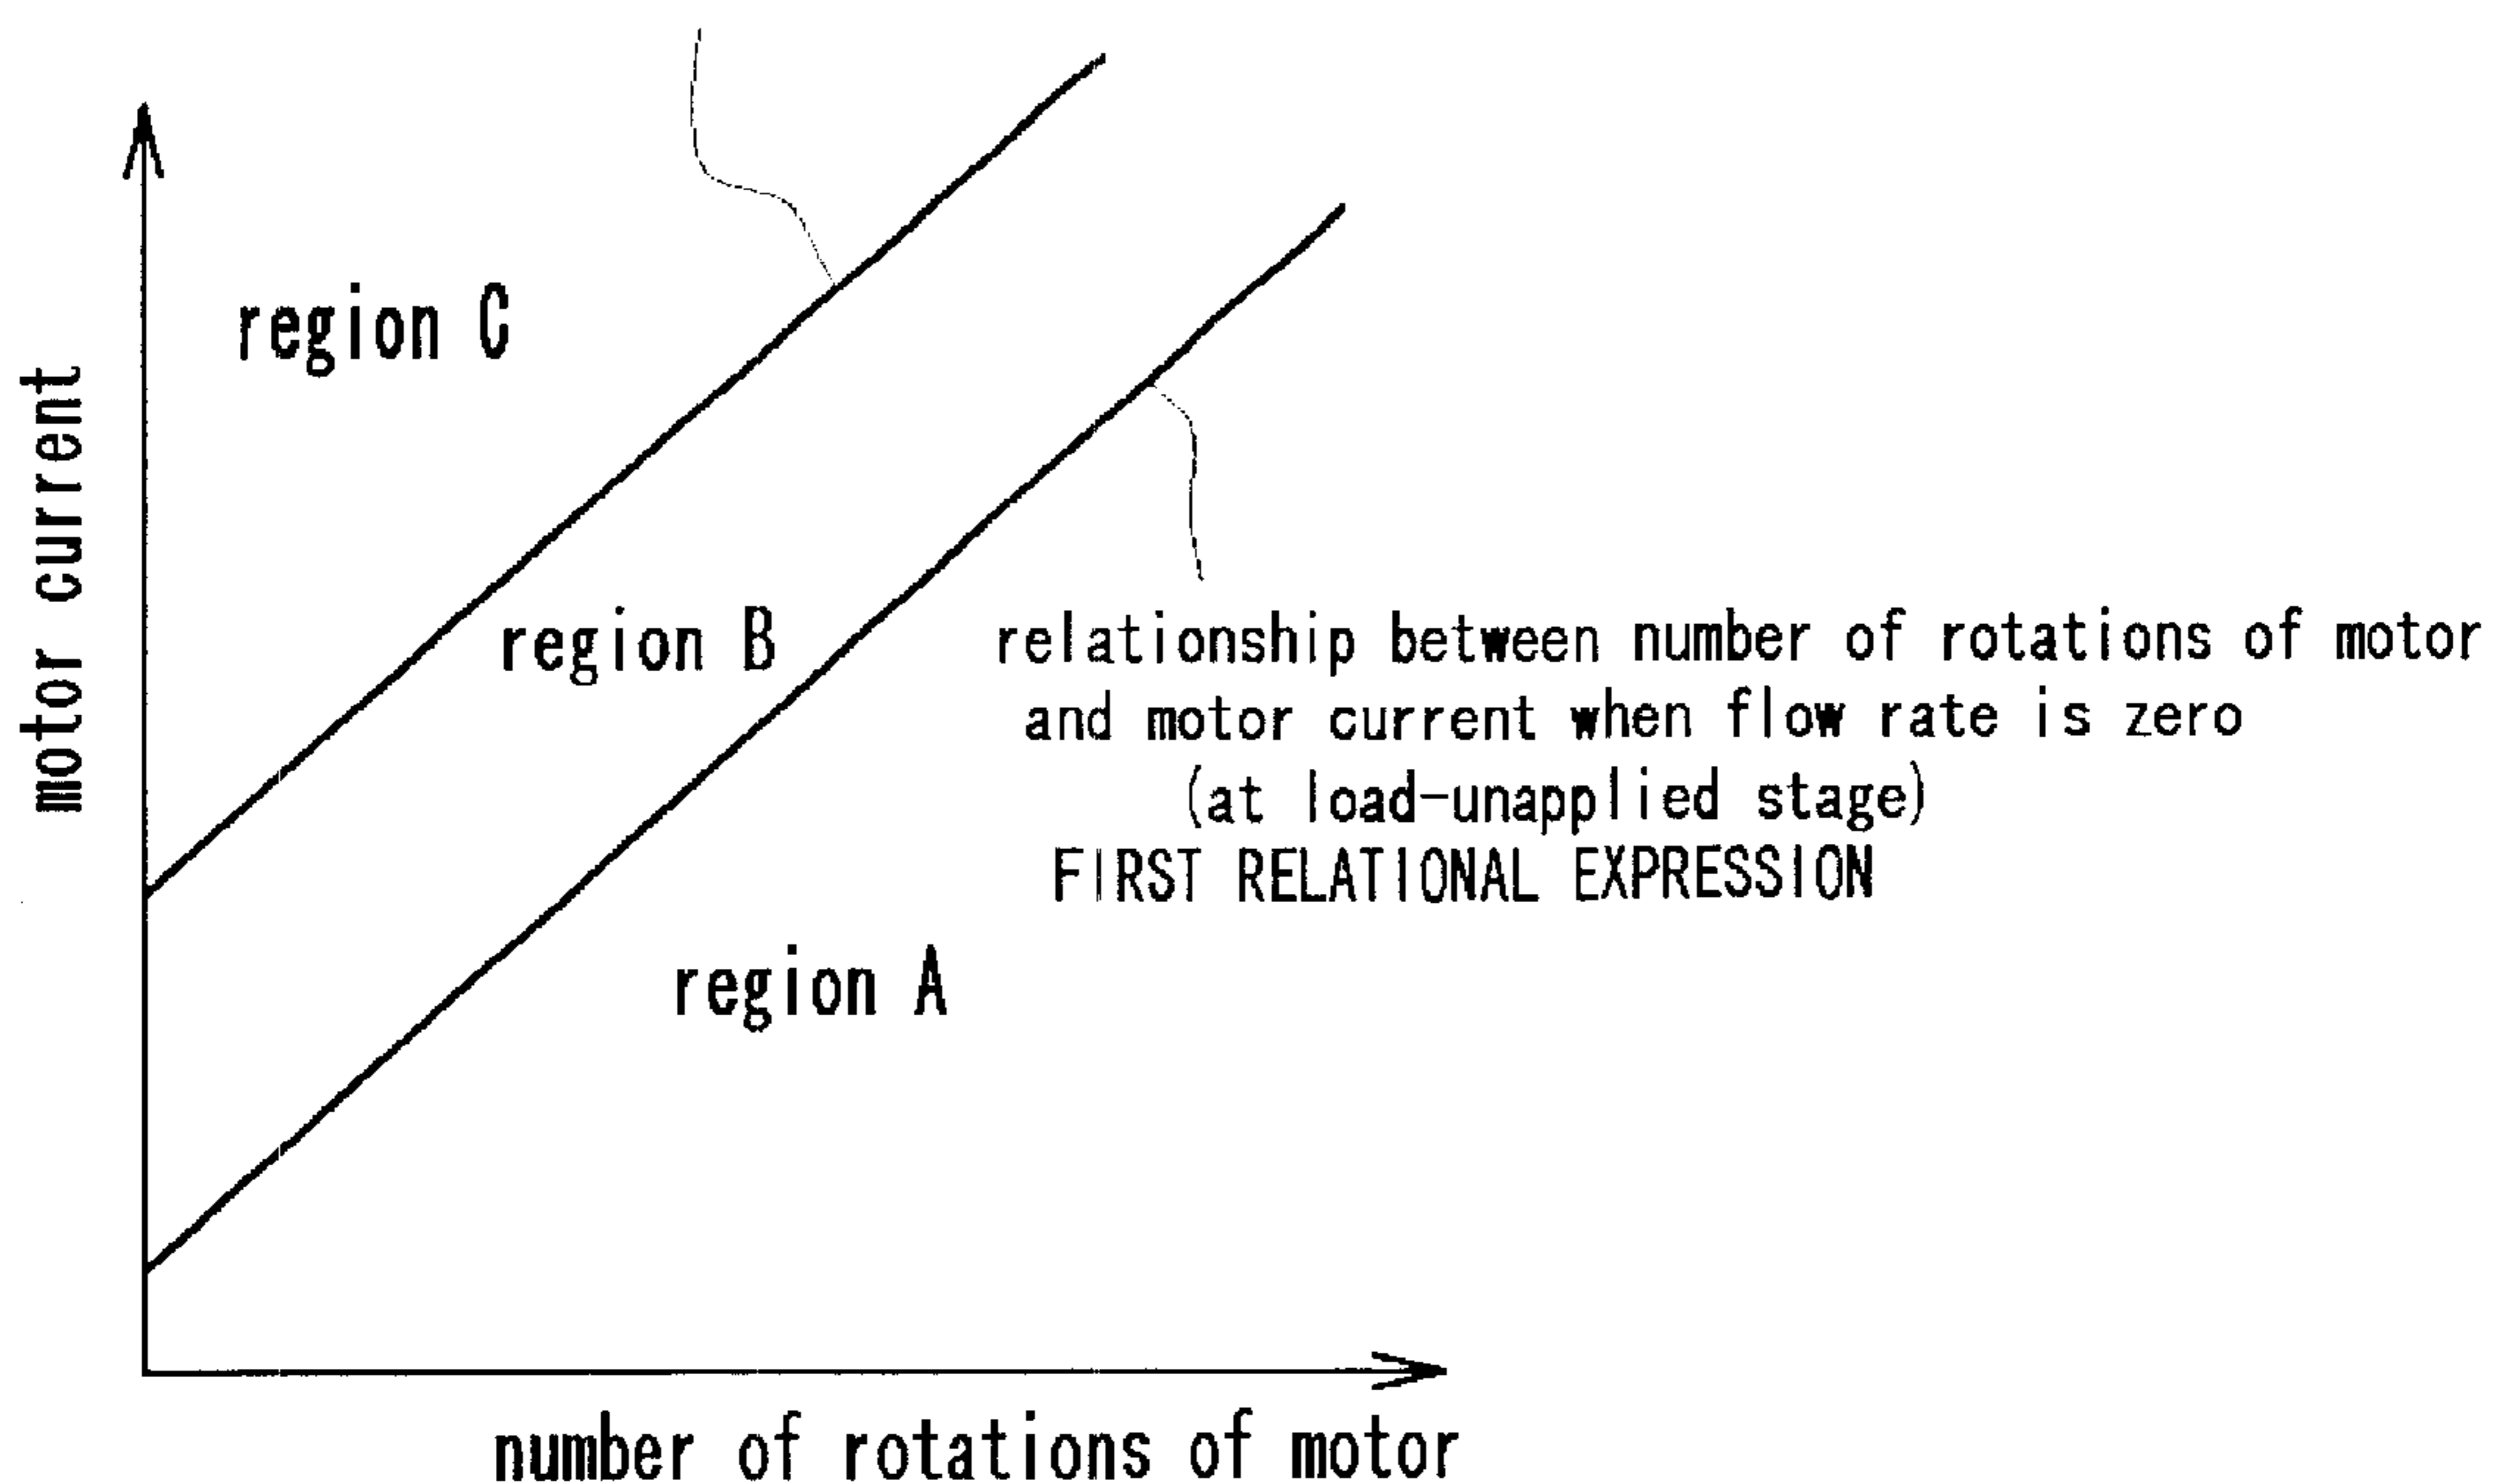 region C
motor current
region B
relationship between number of rotations of motor
and motor current when flow rate is zero
(at load-unapplied stage)
FIRST RELATIONAL EXPRESSION
region A
number of rotations of motor